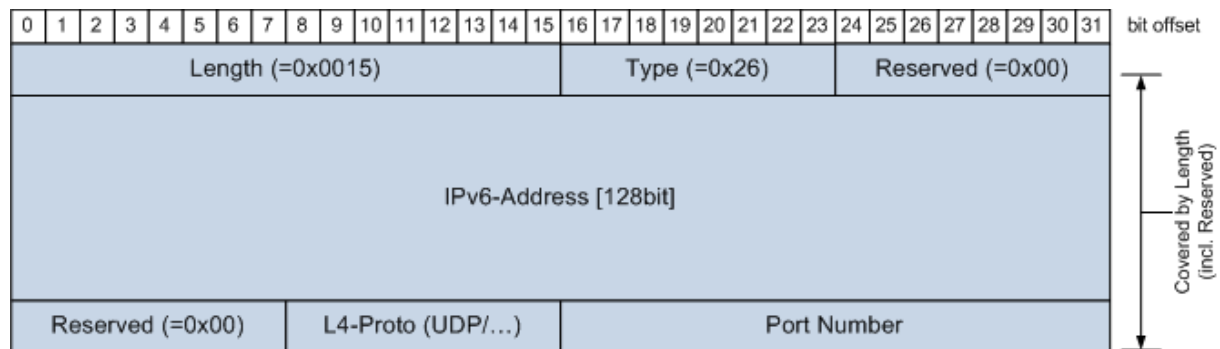 0 1 2 3 4 5 6 7 8 9 10 11 12 13 14 15 16 17 18 19 20 21 22 23 24 25 26 27 28 29 30 31 bit offset
Length (=0x0015) Type (=0x26) Reserved (=0x00)
IPv6-Address [128bit]
Covered by Length
(incl. Reserved)
Reserved (=0x00) L4-Proto (UDP/…) Port Number